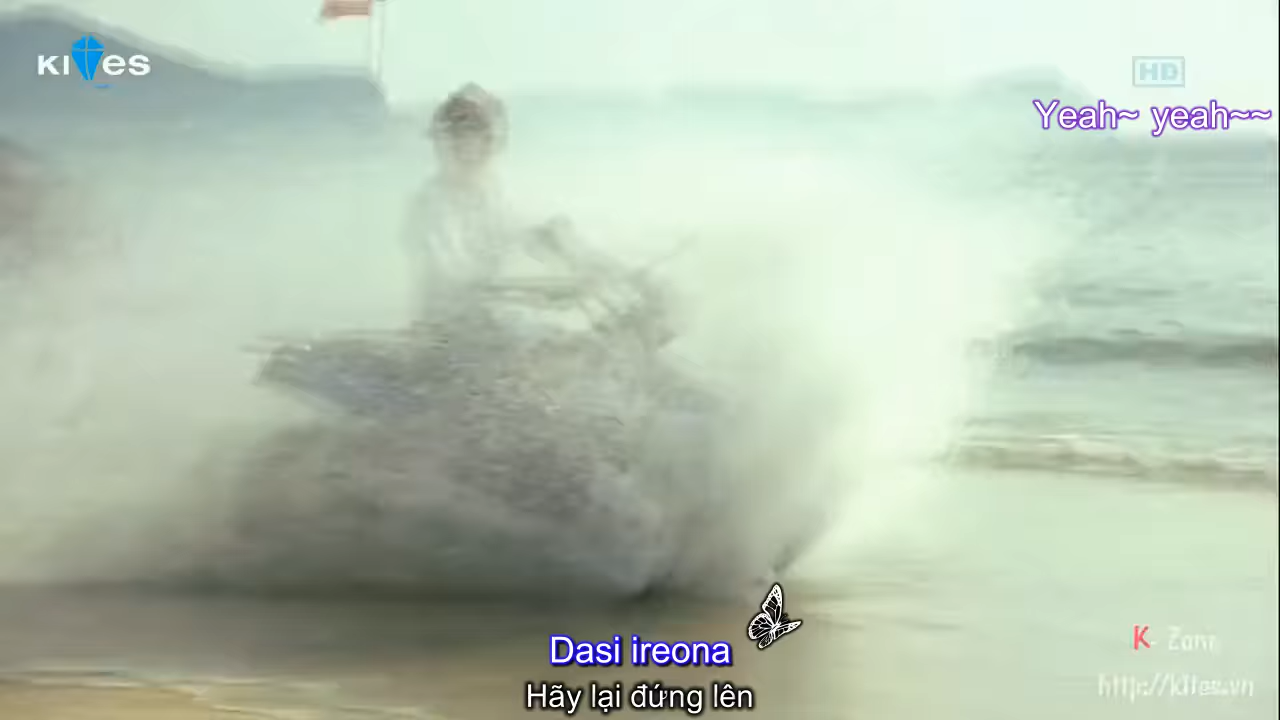 KITES
HD
Yeah~ yeah~~
Dasi ireona
Hãy lại đứng lên
K- Zone
http://kites.vn